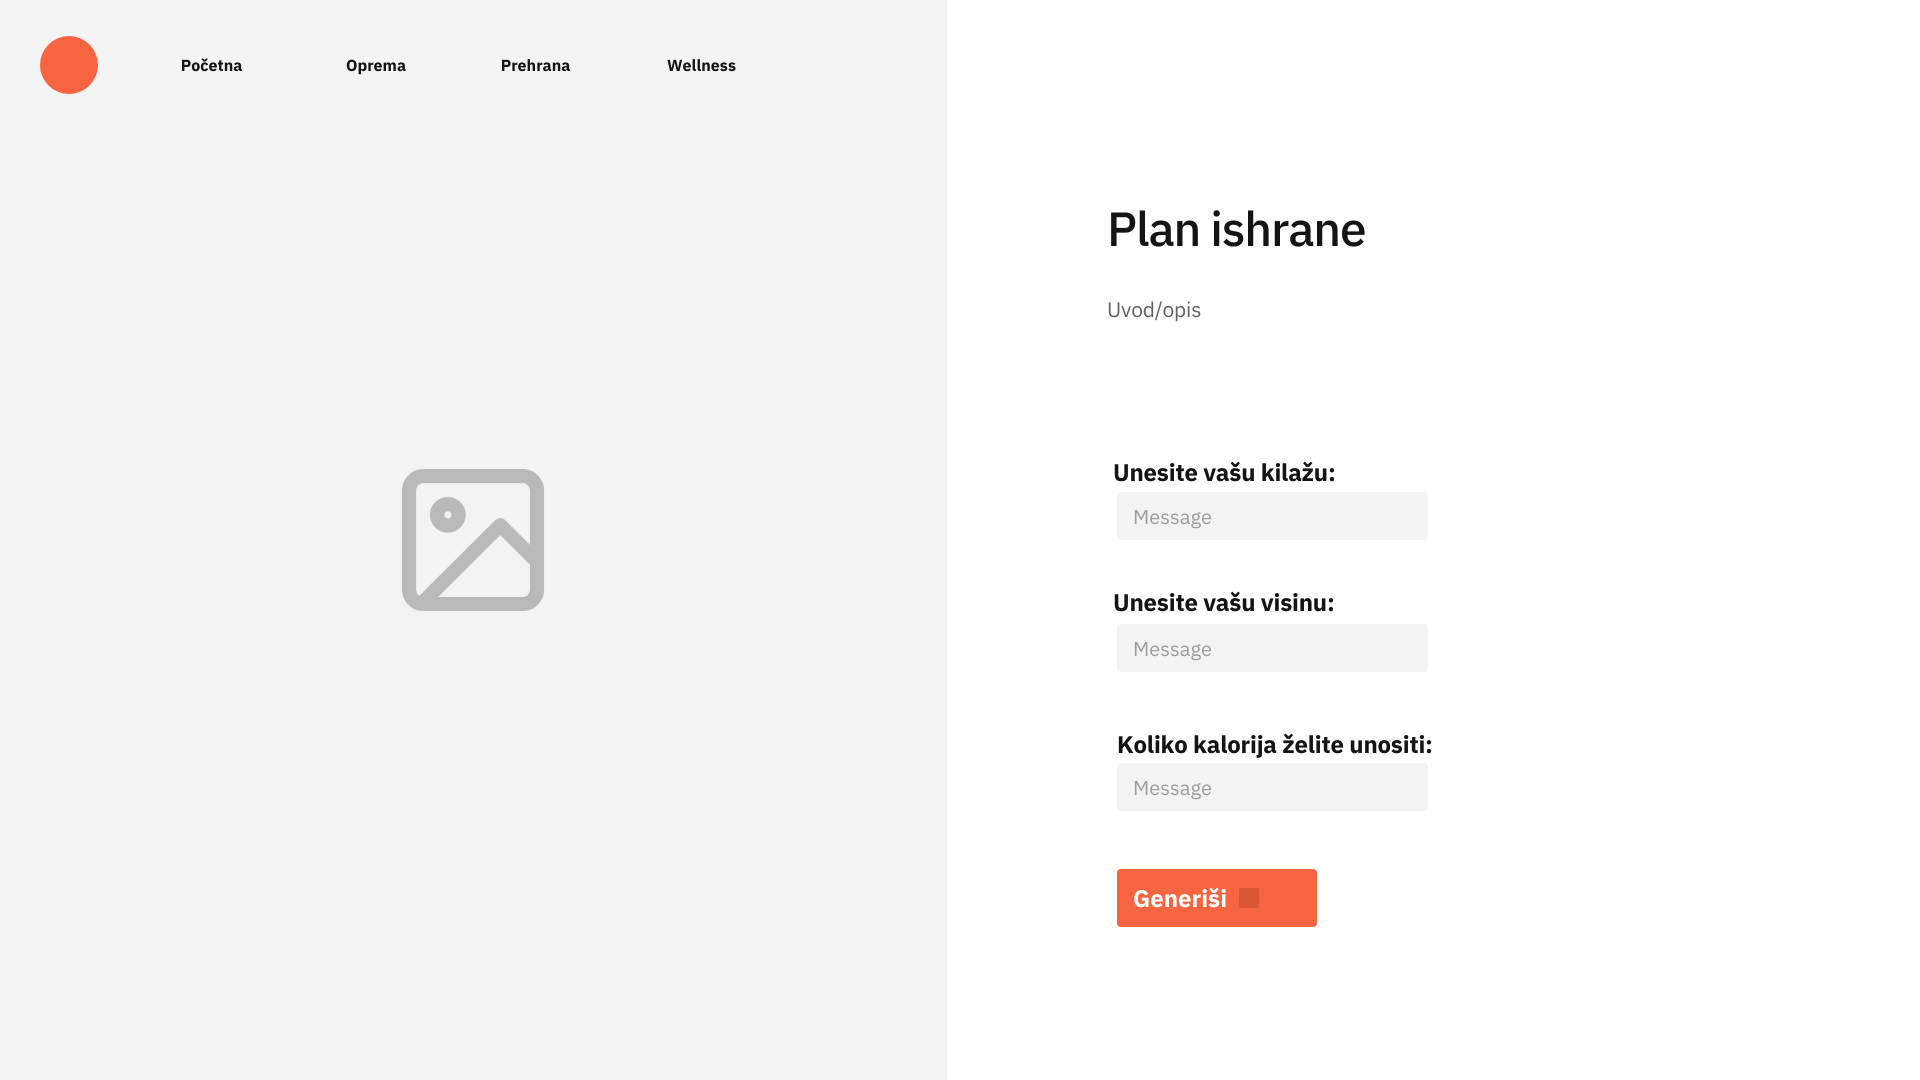 Početna Oprema Prehrana Wellness
Plan ishrane
Uvod/opis
Unesite vašu kilažu:
Message
Unesite vašu visinu:
Message
Koliko kalorija želite unositi:
Message
Generiši